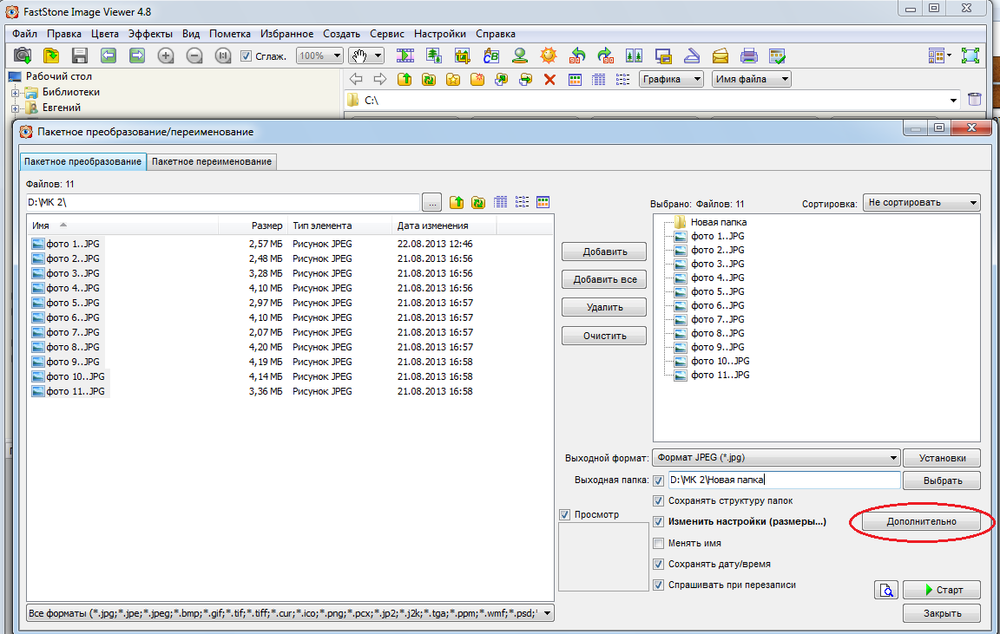 FastStone Image Viewer 4.8
Файл Правка Цвета Эффекты Вид Пометка Избранное Создать Сервис Настройки Справка
Сглаж. 100%
Рабочий стол
Библиотеки
Евгений
Графика Имя файла
C:\
Пакетное преобразование/переименование
Пакетное преобразование Пакетное переименование
Файлов: 11
D:\МК 2\ ...
Выбрано: Файлов: 11 Сортировка: Не сортировать
Имя Размер Тип элемента Дата изменения
фото 1..JPG 2,57 МБ Рисунок JPEG 22.08.2013 12:46
фото 2..JPG 2,48 МБ Рисунок JPEG 21.08.2013 16:56
фото 3..JPG 3,28 МБ Рисунок JPEG 21.08.2013 16:56
фото 4..JPG 4,10 МБ Рисунок JPEG 21.08.2013 16:56
фото 5..JPG 2,97 МБ Рисунок JPEG 21.08.2013 16:57
фото 6..JPG 4,10 МБ Рисунок JPEG 21.08.2013 16:57
фото 7..JPG 2,07 МБ Рисунок JPEG 21.08.2013 16:57
фото 8..JPG 4,20 МБ Рисунок JPEG 21.08.2013 16:57
фото 9..JPG 4,19 МБ Рисунок JPEG 21.08.2013 16:58
фото 10..JPG 4,14 МБ Рисунок JPEG 21.08.2013 16:58
фото 11..JPG 3,36 МБ Рисунок JPEG 21.08.2013 16:58
Все форматы (*.jpg;*.jpe;*.jpeg;*.bmp;*.gif;*.tif;*.tiff;*.cur;*.ico;*.png;*.pcx;*.jp2;*.j2k;*.tga;*.ppm;*.wmf;*.psd;
Добавить
Добавить все
Удалить
Очистить
Новая папка
фото 1..JPG
фото 2..JPG
фото 3..JPG
фото 4..JPG
фото 5..JPG
фото 6..JPG
фото 7..JPG
фото 8..JPG
фото 9..JPG
фото 10..JPG
фото 11..JPG
Выходной формат: Формат JPEG (*.jpg) Установки
Выходная папка: D:\МК 2\Новая папка Выбрать
Сохранять структуру папок
Просмотр
Изменить настройки (размеры...) Дополнительно
Менять имя
Сохранять дату/время
Спрашивать при перезаписи
Старт
Закрыть